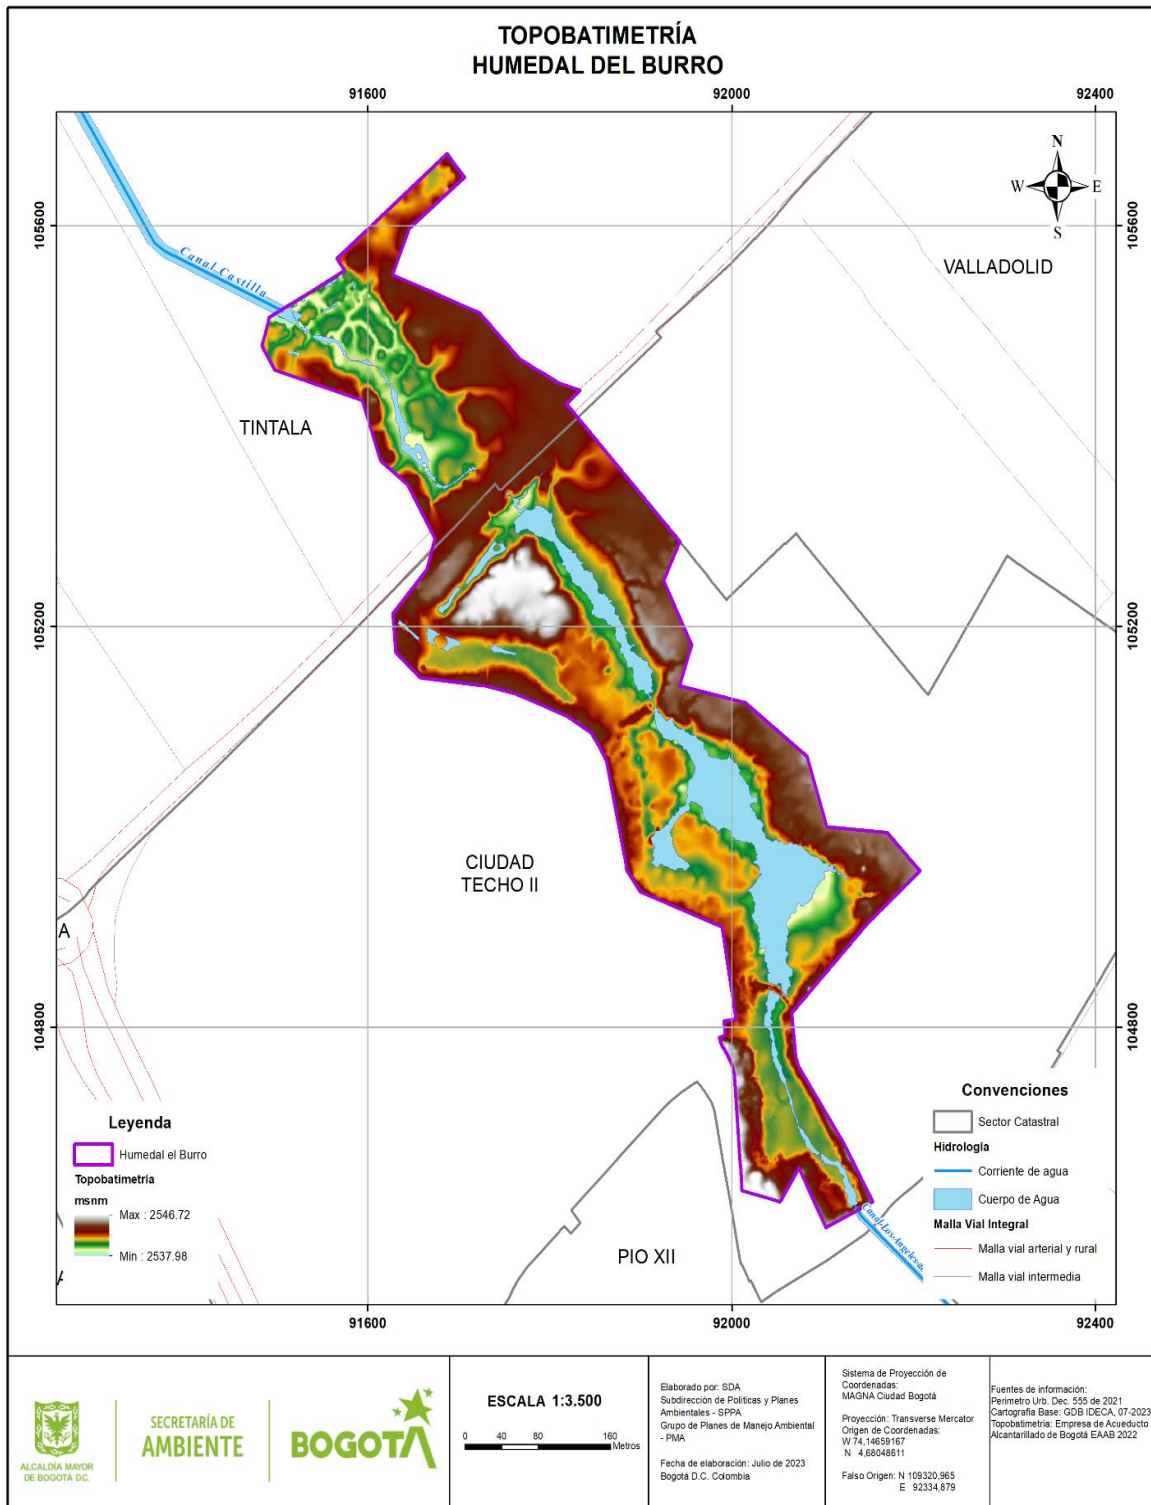 TOPOBATIMETRÍA
HUMEDAL DEL BURRO
91600
92000
92400
N
W
E
S
105600
105600
Canal Castilla
VALLADOLID
TINTALA
105200
105200
CIUDAD
TECHO II
A
104800
104800
Leyenda
Humedal el Burro
Topobatimetría
msnm
Max : 2546.72
Min : 2537.98
PIO XII
Canal Los Angeles
Convenciones
Sector Catastral
Hidrología
Corriente de agua
Cuerpo de Agua
Malla Vial Integral
Malla vial arterial y rural
Malla vial intermedia
91600
92000
92400
ALCALDÍA MAYOR
DE BOGOTÁ D.C.
SECRETARÍA DE
AMBIENTE
BOGOTÁ
ESCALA 1:3.500
0 40 80 160
Metros
Elaborado por: SDA
Subdirección de Políticas y Planes
Ambientales - SPPA
Grupo de Planes de Manejo Ambiental
- PMA
Fecha de elaboración: Julio de 2023
Bogotá D.C. Colombia
Sistema de Proyección de
Coordenadas:
MAGNA Ciudad Bogotá
Proyección: Transverse Mercator
Origen de Coordenadas:
W 74,14659167
N 4,68048611
Falso Origen: N 109320,965
E 92334,879
Fuentes de información:
Perimetro Urb. Dec. 555 de 2021
Cartografía Base: GDB IDECA, 07-2023
Topobatimetria: Empresa de Acueducto
Alcantarillado de Bogotá EAAB 2022